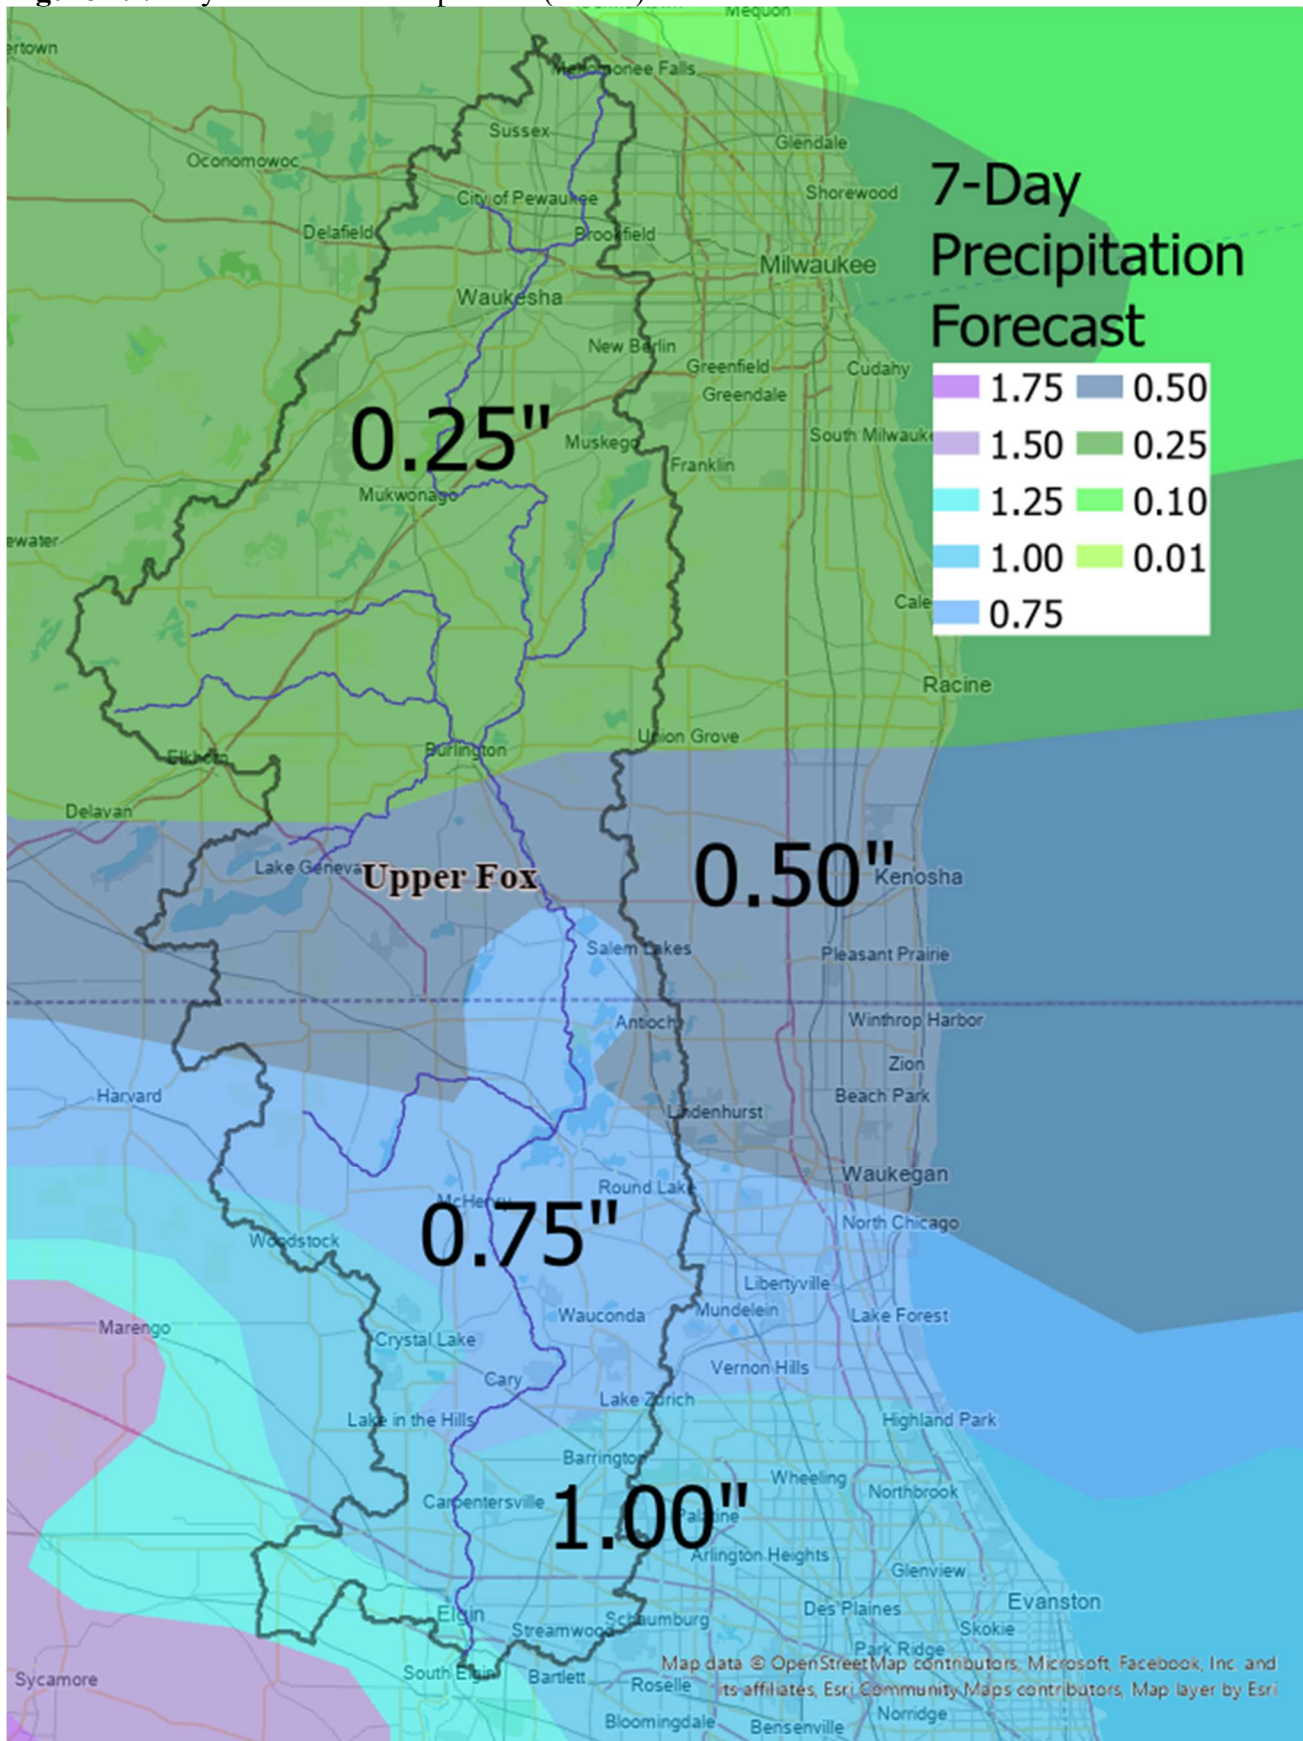 Mequon
ertown
Menomonee Falls
Sussex
Glendale
Oconomowoc
7-Day
Precipitation
Forecast
City of Pewaukee
Shorewood
Delafield
Brookfield
Milwaukee
Waukesha
New Berlin
Greenfield
Cudahy
Greendale
1.75 0.50
1.50 0.25
1.25 0.10
1.00 0.01
0.75
0.25"
Muskego
South Milwauke
Franklin
Mukwonago
ewater
Cale
Racine
Union Grove
Burlington
Elkhorn
Delavan
Lake Geneva
Upper Fox
0.50"
Kenosha
Salem Lakes
Pleasant Prairie
Antioch
Winthrop Harbor
Zion
Harvard
Beach Park
Lindenhurst
Waukegan
Round Lake
McHenry
0.75"
North Chicago
Woodstock
Libertyville
Wauconda
Mundelein
Lake Forest
Marengo
Crystal Lake
Vernon Hills
Cary
Lake Zurich
Lake in the Hills
Highland Park
Barrington
Wheeling
Northbrook
Carpentersville
1.00"
Palatine
Arlington Heights
Glenview
Elgin
Schaumburg
Des Plaines
Evanston
Streamwood
Skokie
Park Ridge
South Elgin
Bartlett
Sycamore
Roselle
Map data © OpenStreetMap contributors, Microsoft, Facebook, Inc. and
its affiliates, Esri Community Maps contributors, Map layer by Esri
Norridge
Bloomingdale
Bensenville